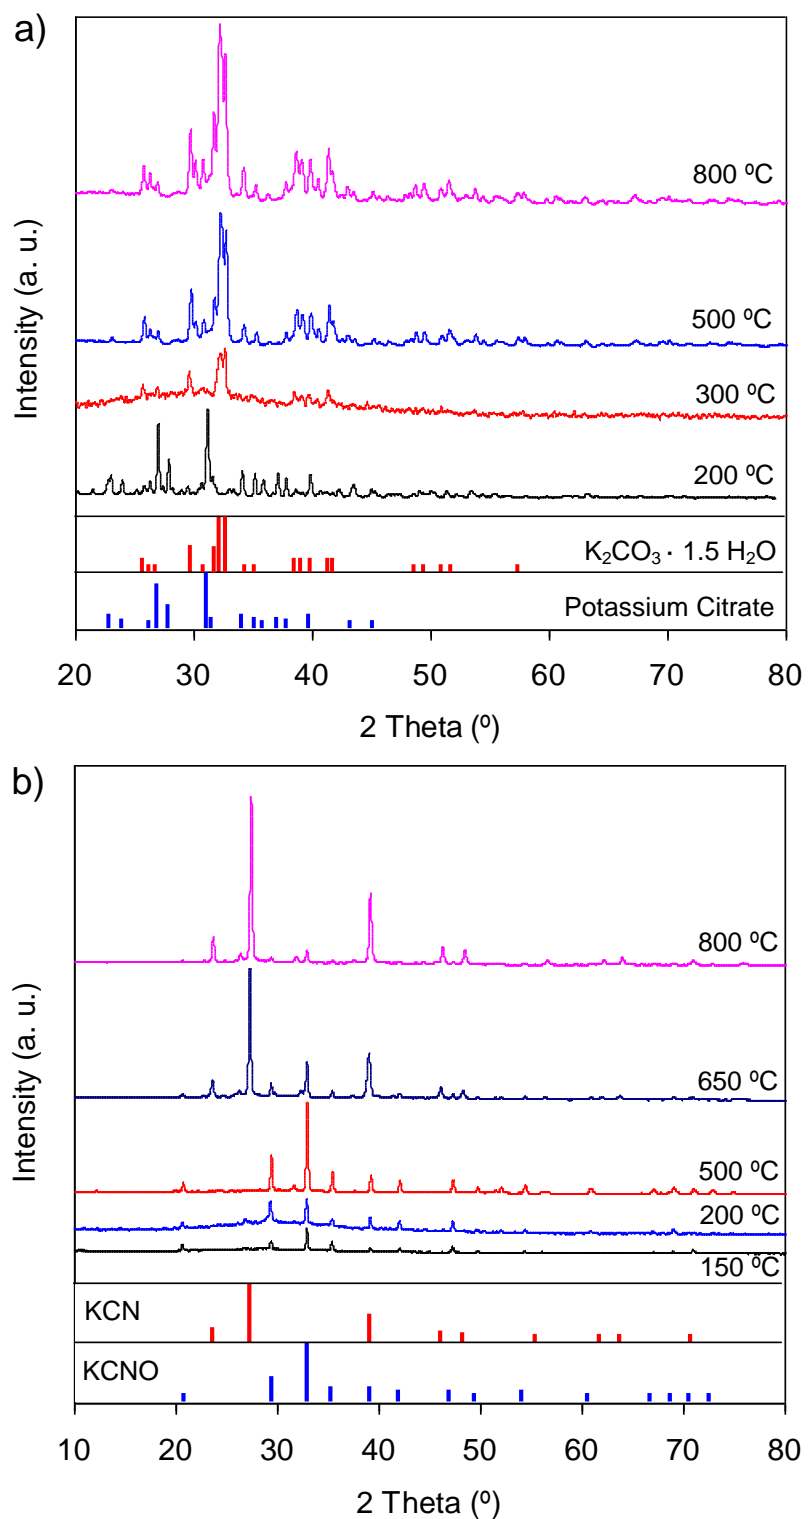 a)
Intensity (a. u.)
800 ºC
500 ºC
300 ºC
200 ºC
K₂CO₃ · 1.5 H₂O
Potassium Citrate
20 30 40 50 60 70 80
2 Theta (º)
b)
Intensity (a. u.)
800 ºC
650 ºC
500 ºC
200 ºC
150 ºC
KCN
KCNO
10 20 30 40 50 60 70 80
2 Theta (º)